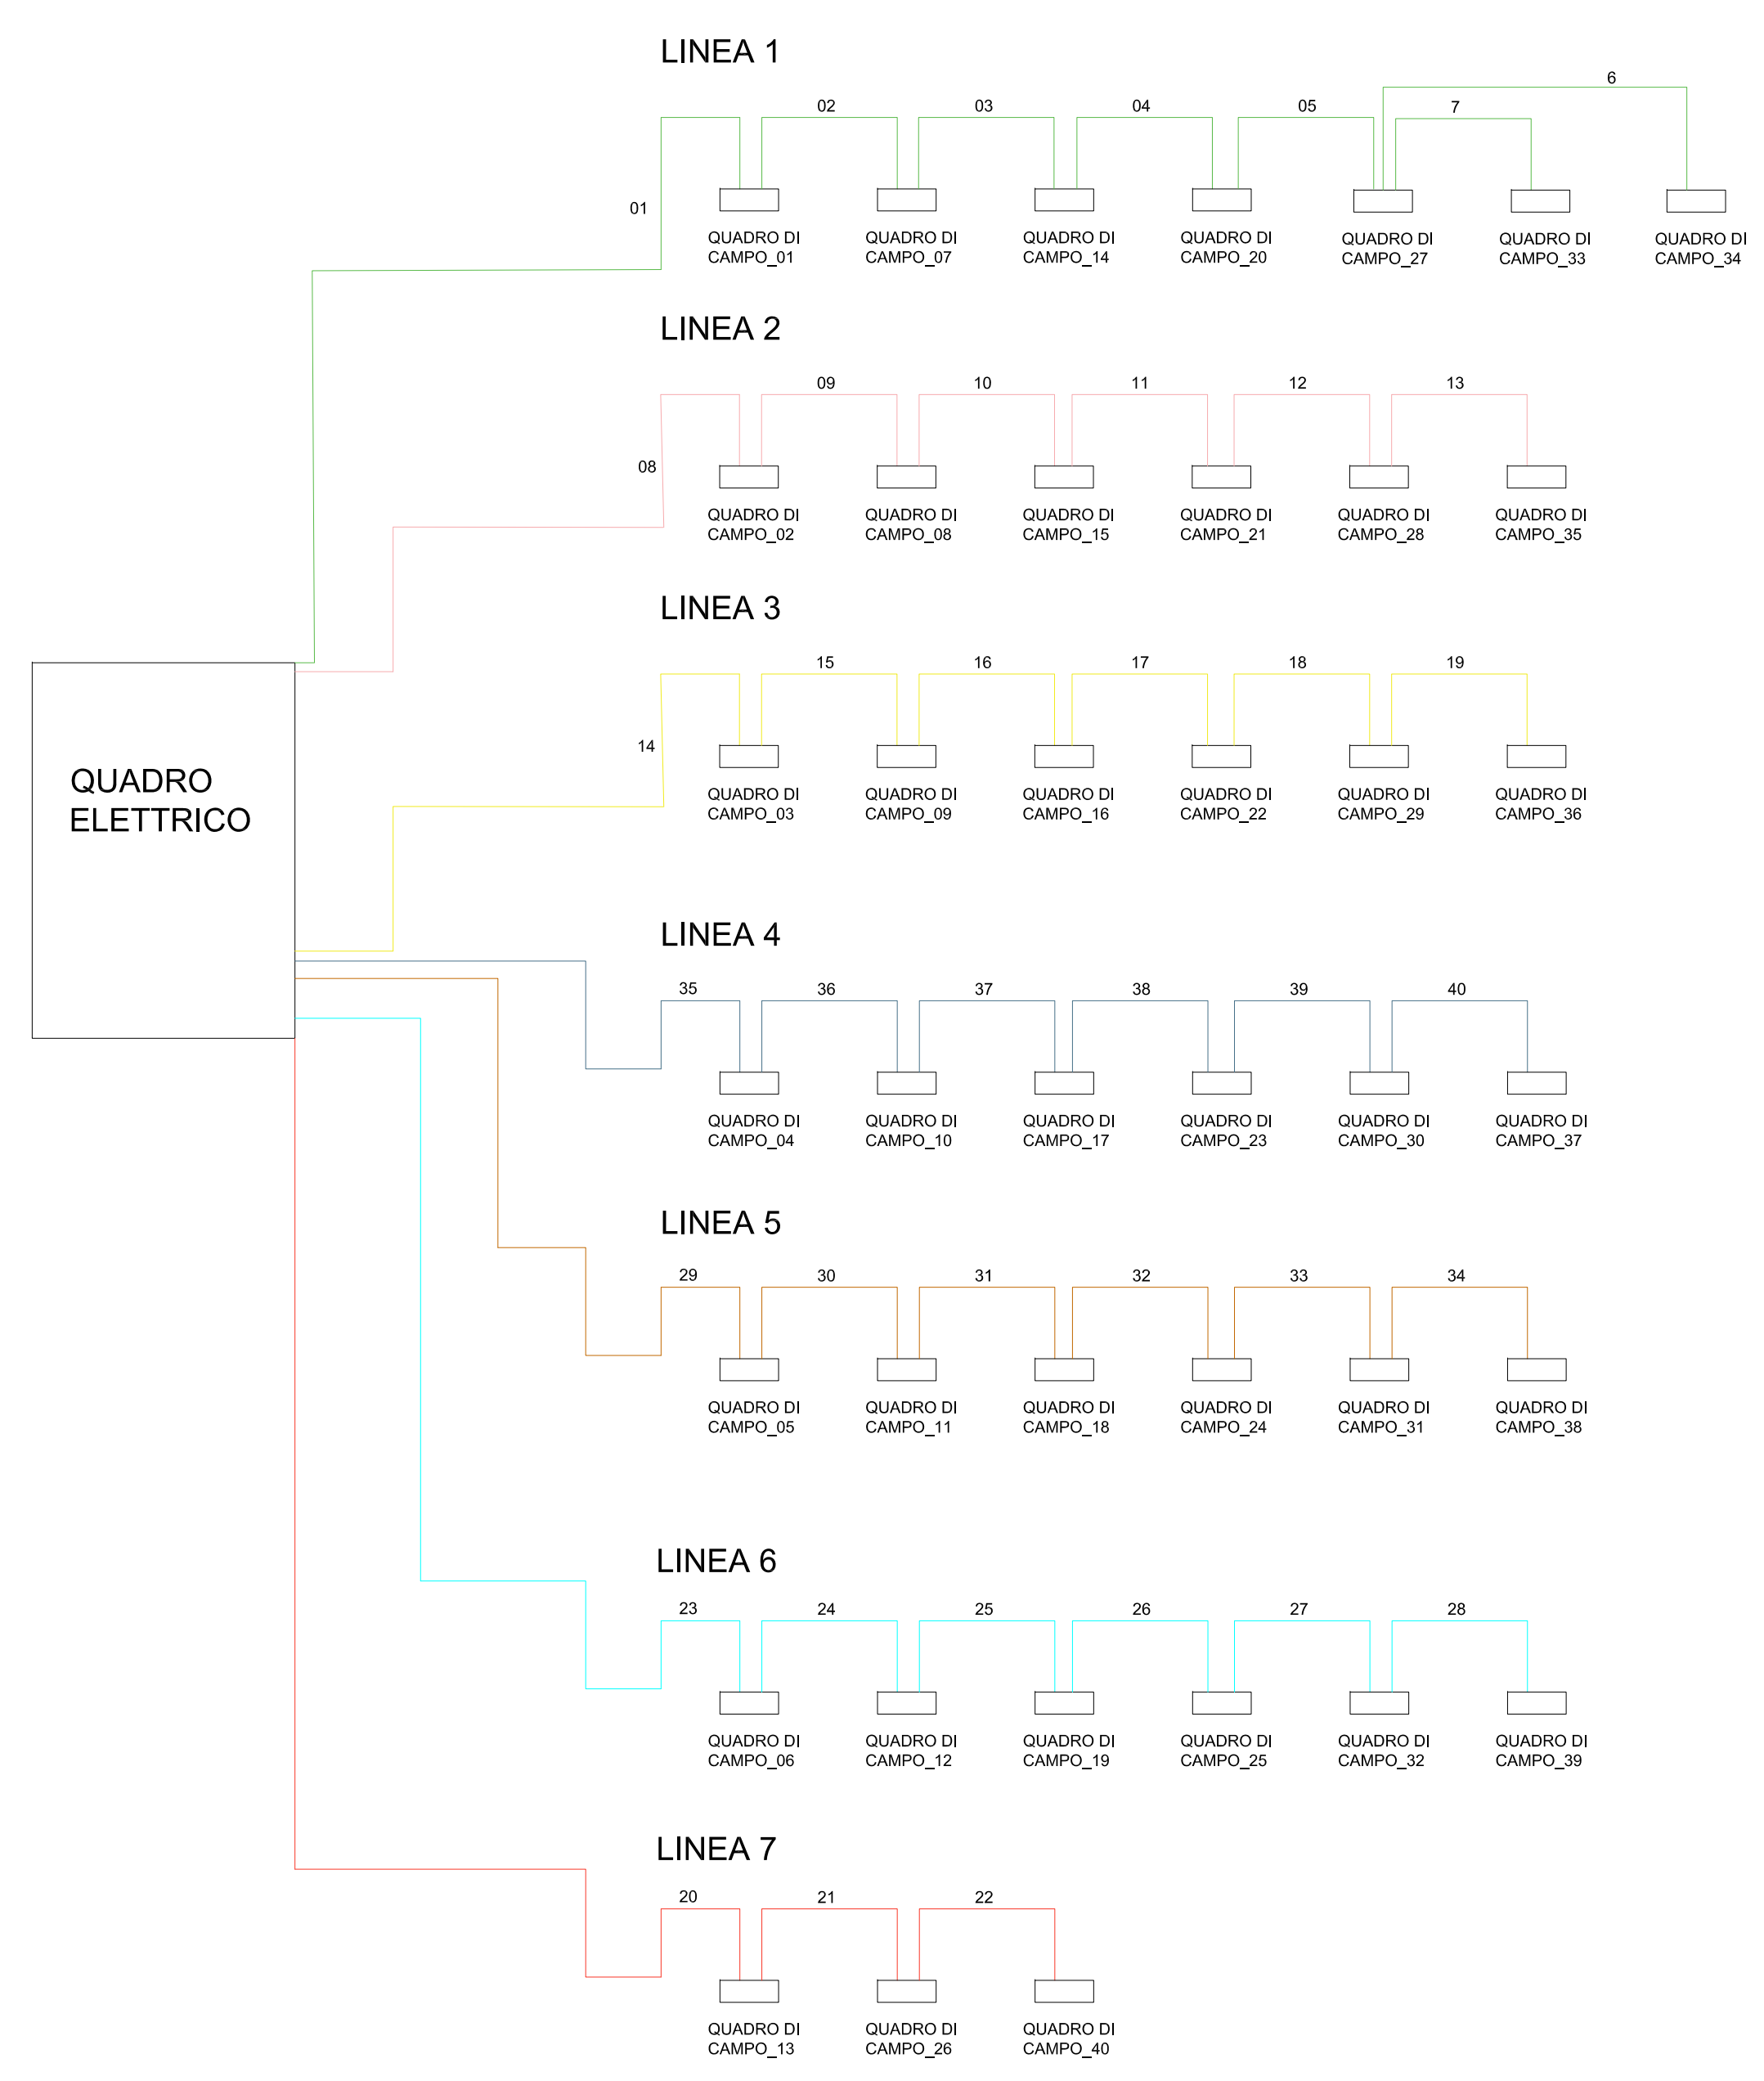 LINEA 1
6
02
03
04
05
7
01
QUADRO DI
CAMPO_01
QUADRO DI
CAMPO_07
QUADRO DI
CAMPO_14
QUADRO DI
CAMPO_20
QUADRO DI
CAMPO_27
QUADRO DI
CAMPO_33
QUADRO DI
CAMPO_34
LINEA 2
09
10
11
12
13
08
QUADRO DI
CAMPO_02
QUADRO DI
CAMPO_08
QUADRO DI
CAMPO_15
QUADRO DI
CAMPO_21
QUADRO DI
CAMPO_28
QUADRO DI
CAMPO_35
LINEA 3
15
16
17
18
19
14
QUADRO DI
CAMPO_03
QUADRO DI
CAMPO_09
QUADRO DI
CAMPO_16
QUADRO DI
CAMPO_22
QUADRO DI
CAMPO_29
QUADRO DI
CAMPO_36
QUADRO
ELETTRICO
LINEA 4
35
36
37
38
39
40
QUADRO DI
CAMPO_04
QUADRO DI
CAMPO_10
QUADRO DI
CAMPO_17
QUADRO DI
CAMPO_23
QUADRO DI
CAMPO_30
QUADRO DI
CAMPO_37
LINEA 5
29
30
31
32
33
34
QUADRO DI
CAMPO_05
QUADRO DI
CAMPO_11
QUADRO DI
CAMPO_18
QUADRO DI
CAMPO_24
QUADRO DI
CAMPO_31
QUADRO DI
CAMPO_38
LINEA 6
23
24
25
26
27
28
QUADRO DI
CAMPO_06
QUADRO DI
CAMPO_12
QUADRO DI
CAMPO_19
QUADRO DI
CAMPO_25
QUADRO DI
CAMPO_32
QUADRO DI
CAMPO_39
LINEA 7
20
21
22
QUADRO DI
CAMPO_13
QUADRO DI
CAMPO_26
QUADRO DI
CAMPO_40